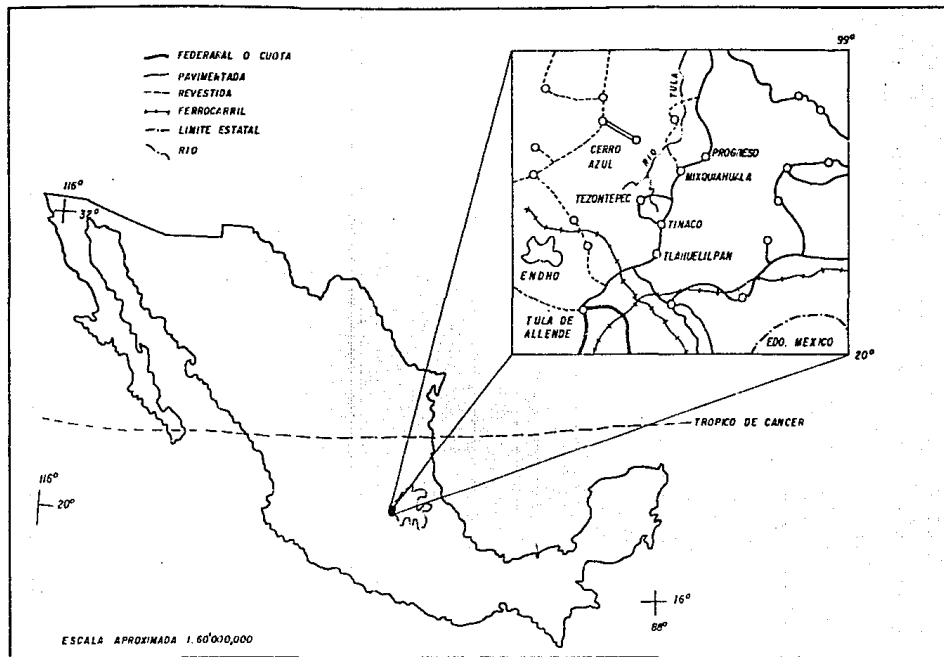 FEDERARAL O CUOTA
PAVIMENTADA
REVESTIDA
FERROCARRIL
LIMITE ESTATAL
RIO
99°
RIO TULA
CERRO AZUL
PROGRESO
MIXQUIAHUALA
TEZONTEPEC
TINACO
TLAHUELILPAN
ENDHO
TULA DE ALLENDE
EDO. MEXICO
20°
116°
32°
TROPICO DE CANCER
116°
20°
16°
88°
ESCALA APROXIMADA 1:60'000,000